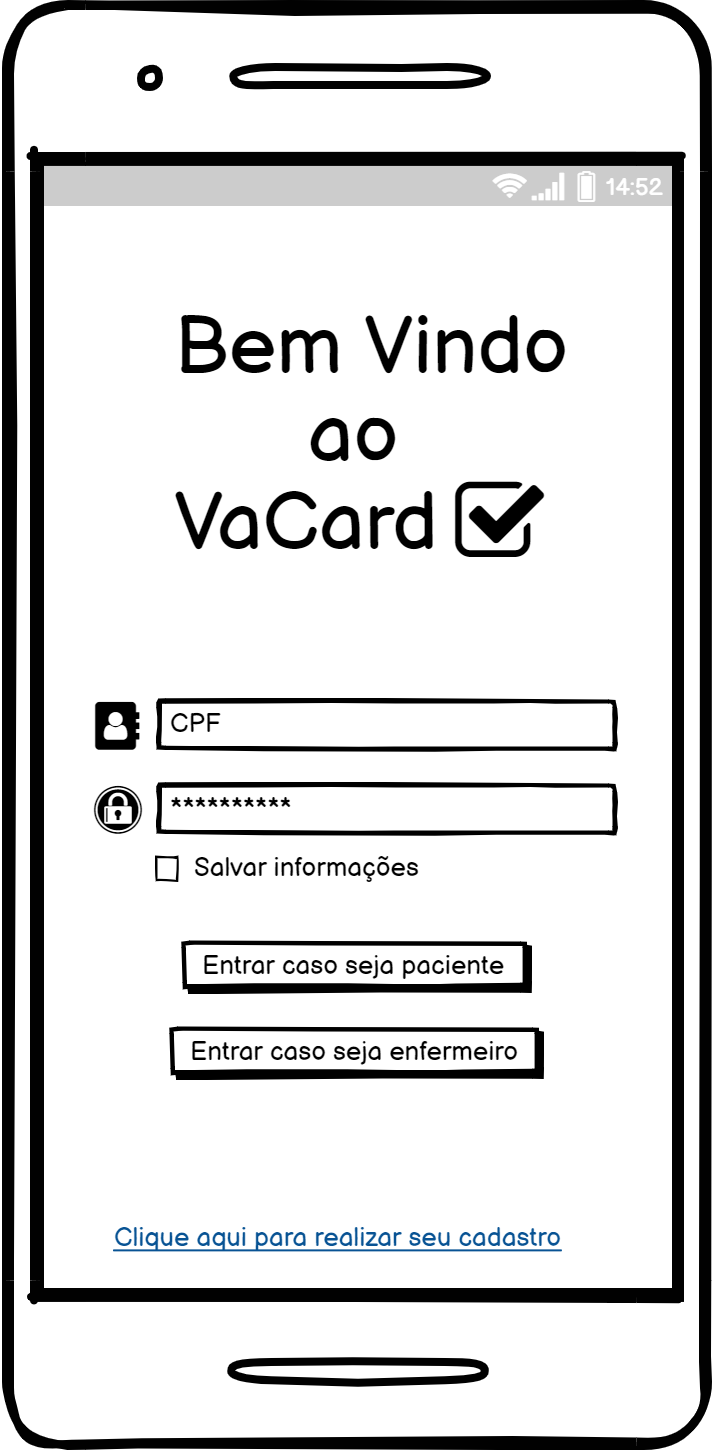 14:52
Bem Vindo
ao
VaCard
CPF
**********
Salvar informações
Entrar caso seja paciente
Entrar caso seja enfermeiro
Clique aqui para realizar seu cadastro